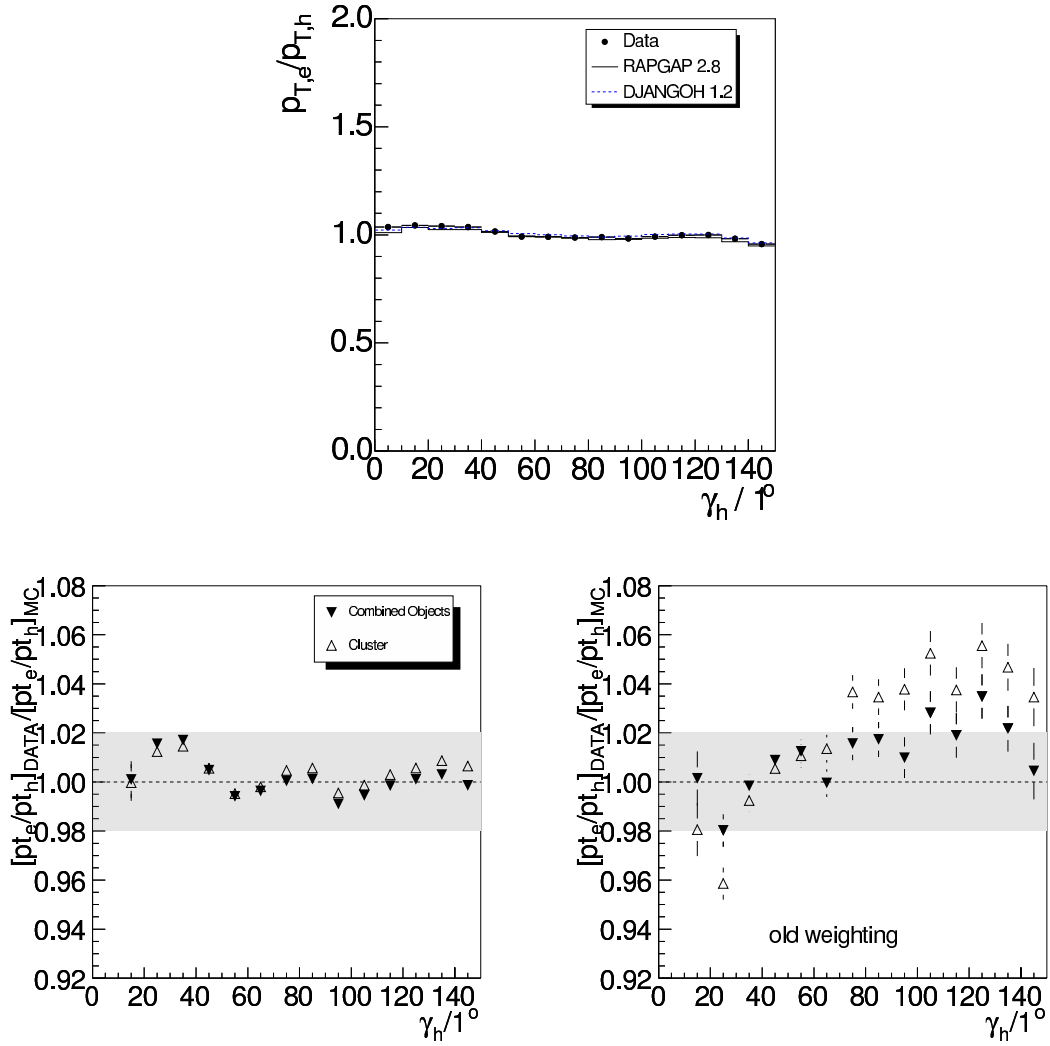 2.0
1.5
1.0
0.5
0.0
p_T,e/p_T,h
Data
RAPGAP 2.8
DJANGOH 1.2
0 20 40 60 80 100 120 140
γ_h / 1°
1.08
1.06
1.04
1.02
1.00
0.98
0.96
0.94
0.92
[pt_e/pt_h]_DATA/[pt_e/pt_h]_MC
Combined Objects
Cluster
0 20 40 60 80 100 120 140
γ_h/1°
1.08
1.06
1.04
1.02
1.00
0.98
0.96
0.94
0.92
[pt_e/pt_h]_DATA/[pt_e/pt_h]_MC
old weighting
0 20 40 60 80 100 120 140
γ_h/1°